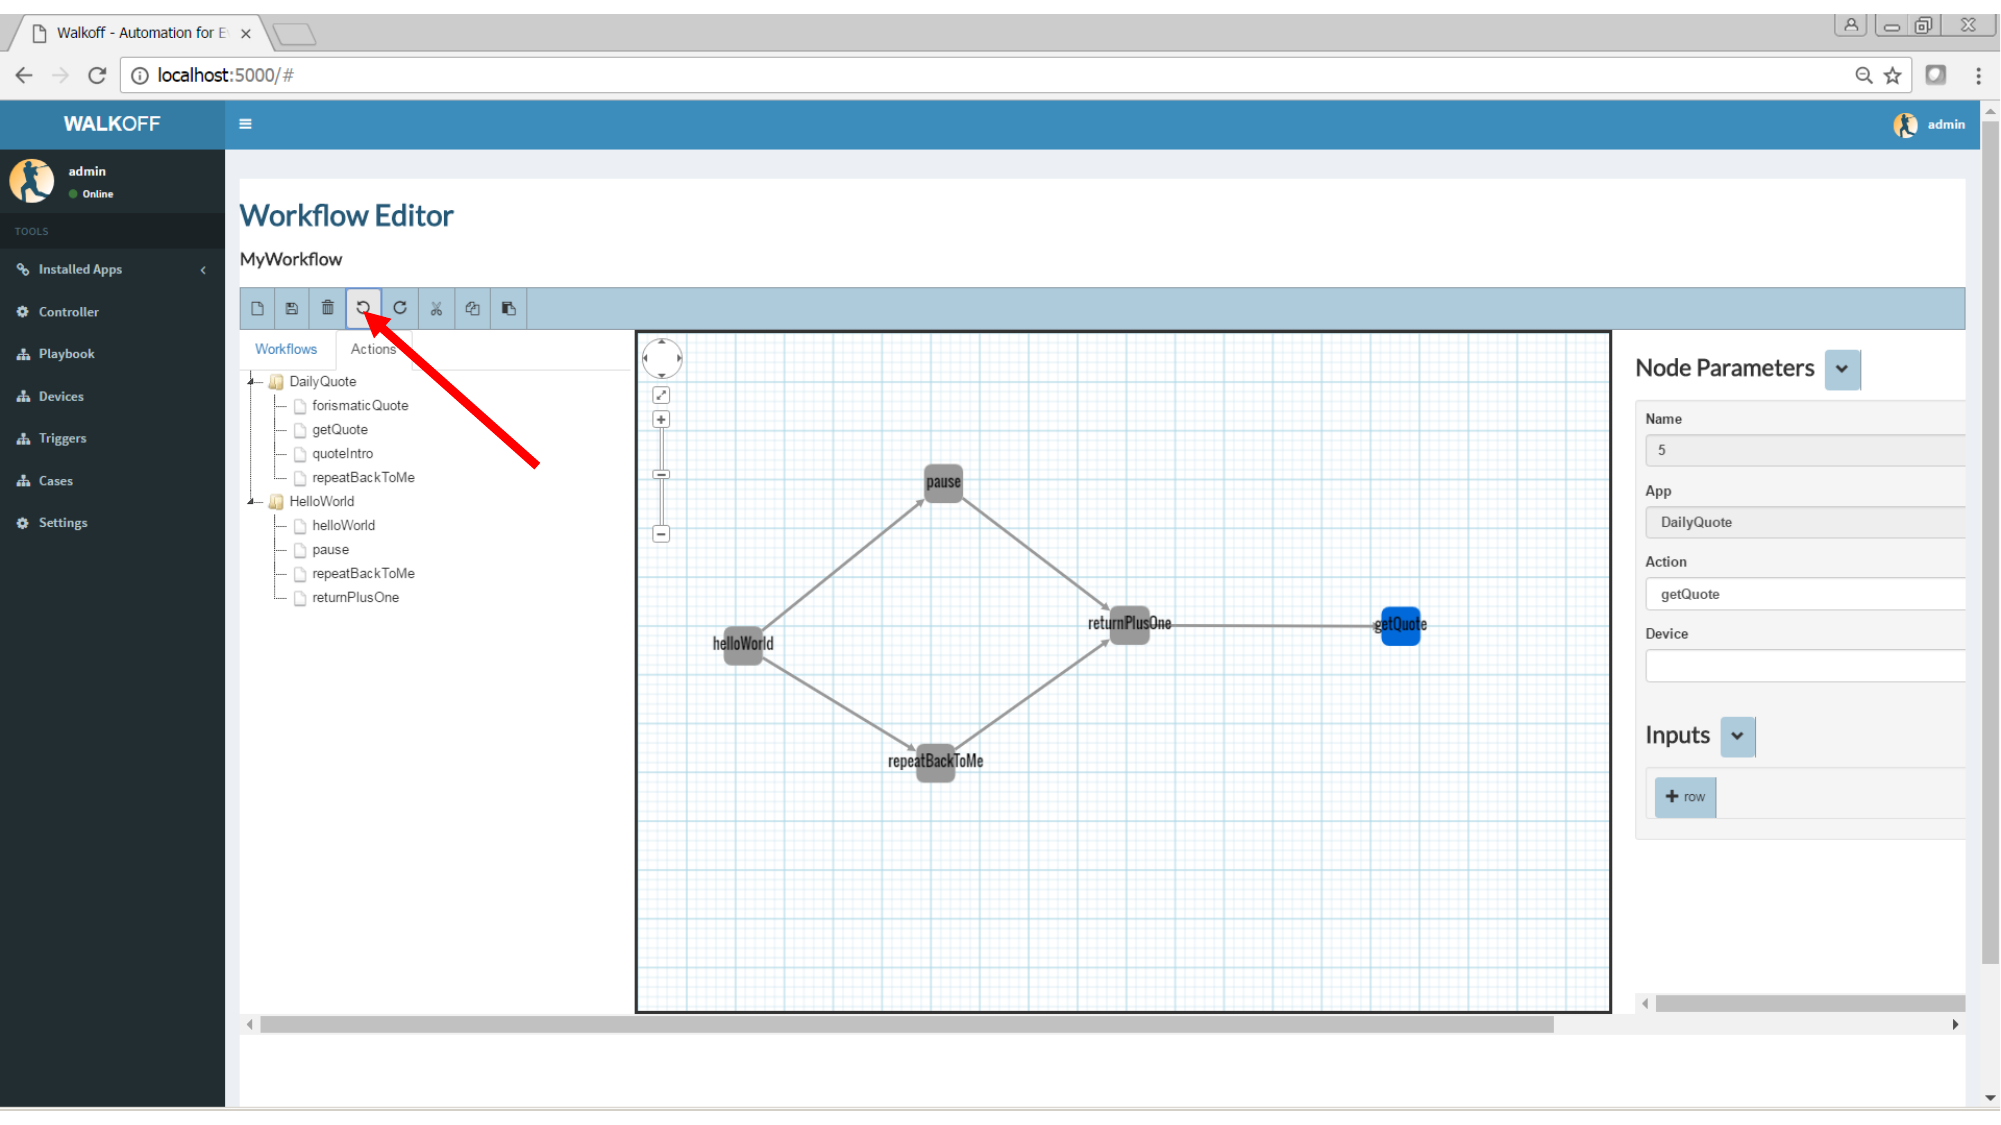 Walkoff - Automation for E
localhost:5000/#
WALKOFF
admin
admin
Online
TOOLS
Installed Apps
Controller
Playbook
Devices
Triggers
Cases
Settings
Workflow Editor
MyWorkflow
Workflows
Actions
DailyQuote
forismaticQuote
getQuote
quoteIntro
repeatBackToMe
HelloWorld
helloWorld
pause
repeatBackToMe
returnPlusOne
pause
helloWorld
returnPlusOne
getQuote
repeatBackToMe
Node Parameters
Name
5
App
DailyQuote
Action
getQuote
Device
Inputs
row